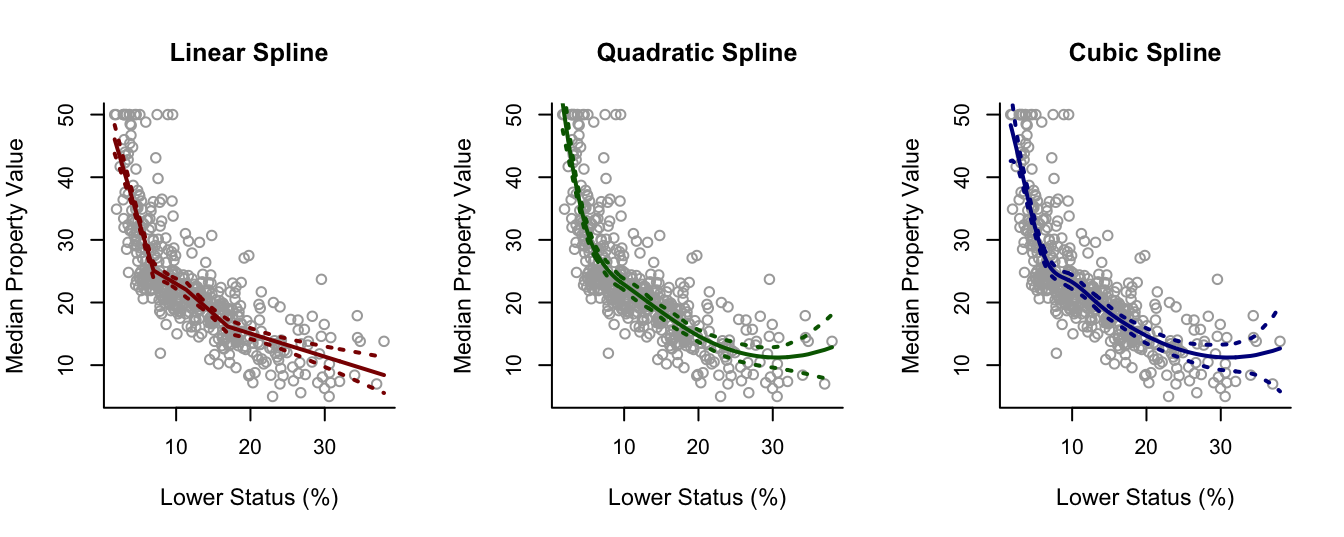 Linear Spline
Median Property Value
50
40
30
20
10
10 20 30
Lower Status (%)
Quadratic Spline
Median Property Value
50
40
30
20
10
10 20 30
Lower Status (%)
Cubic Spline
Median Property Value
50
40
30
20
10
10 20 30
Lower Status (%)